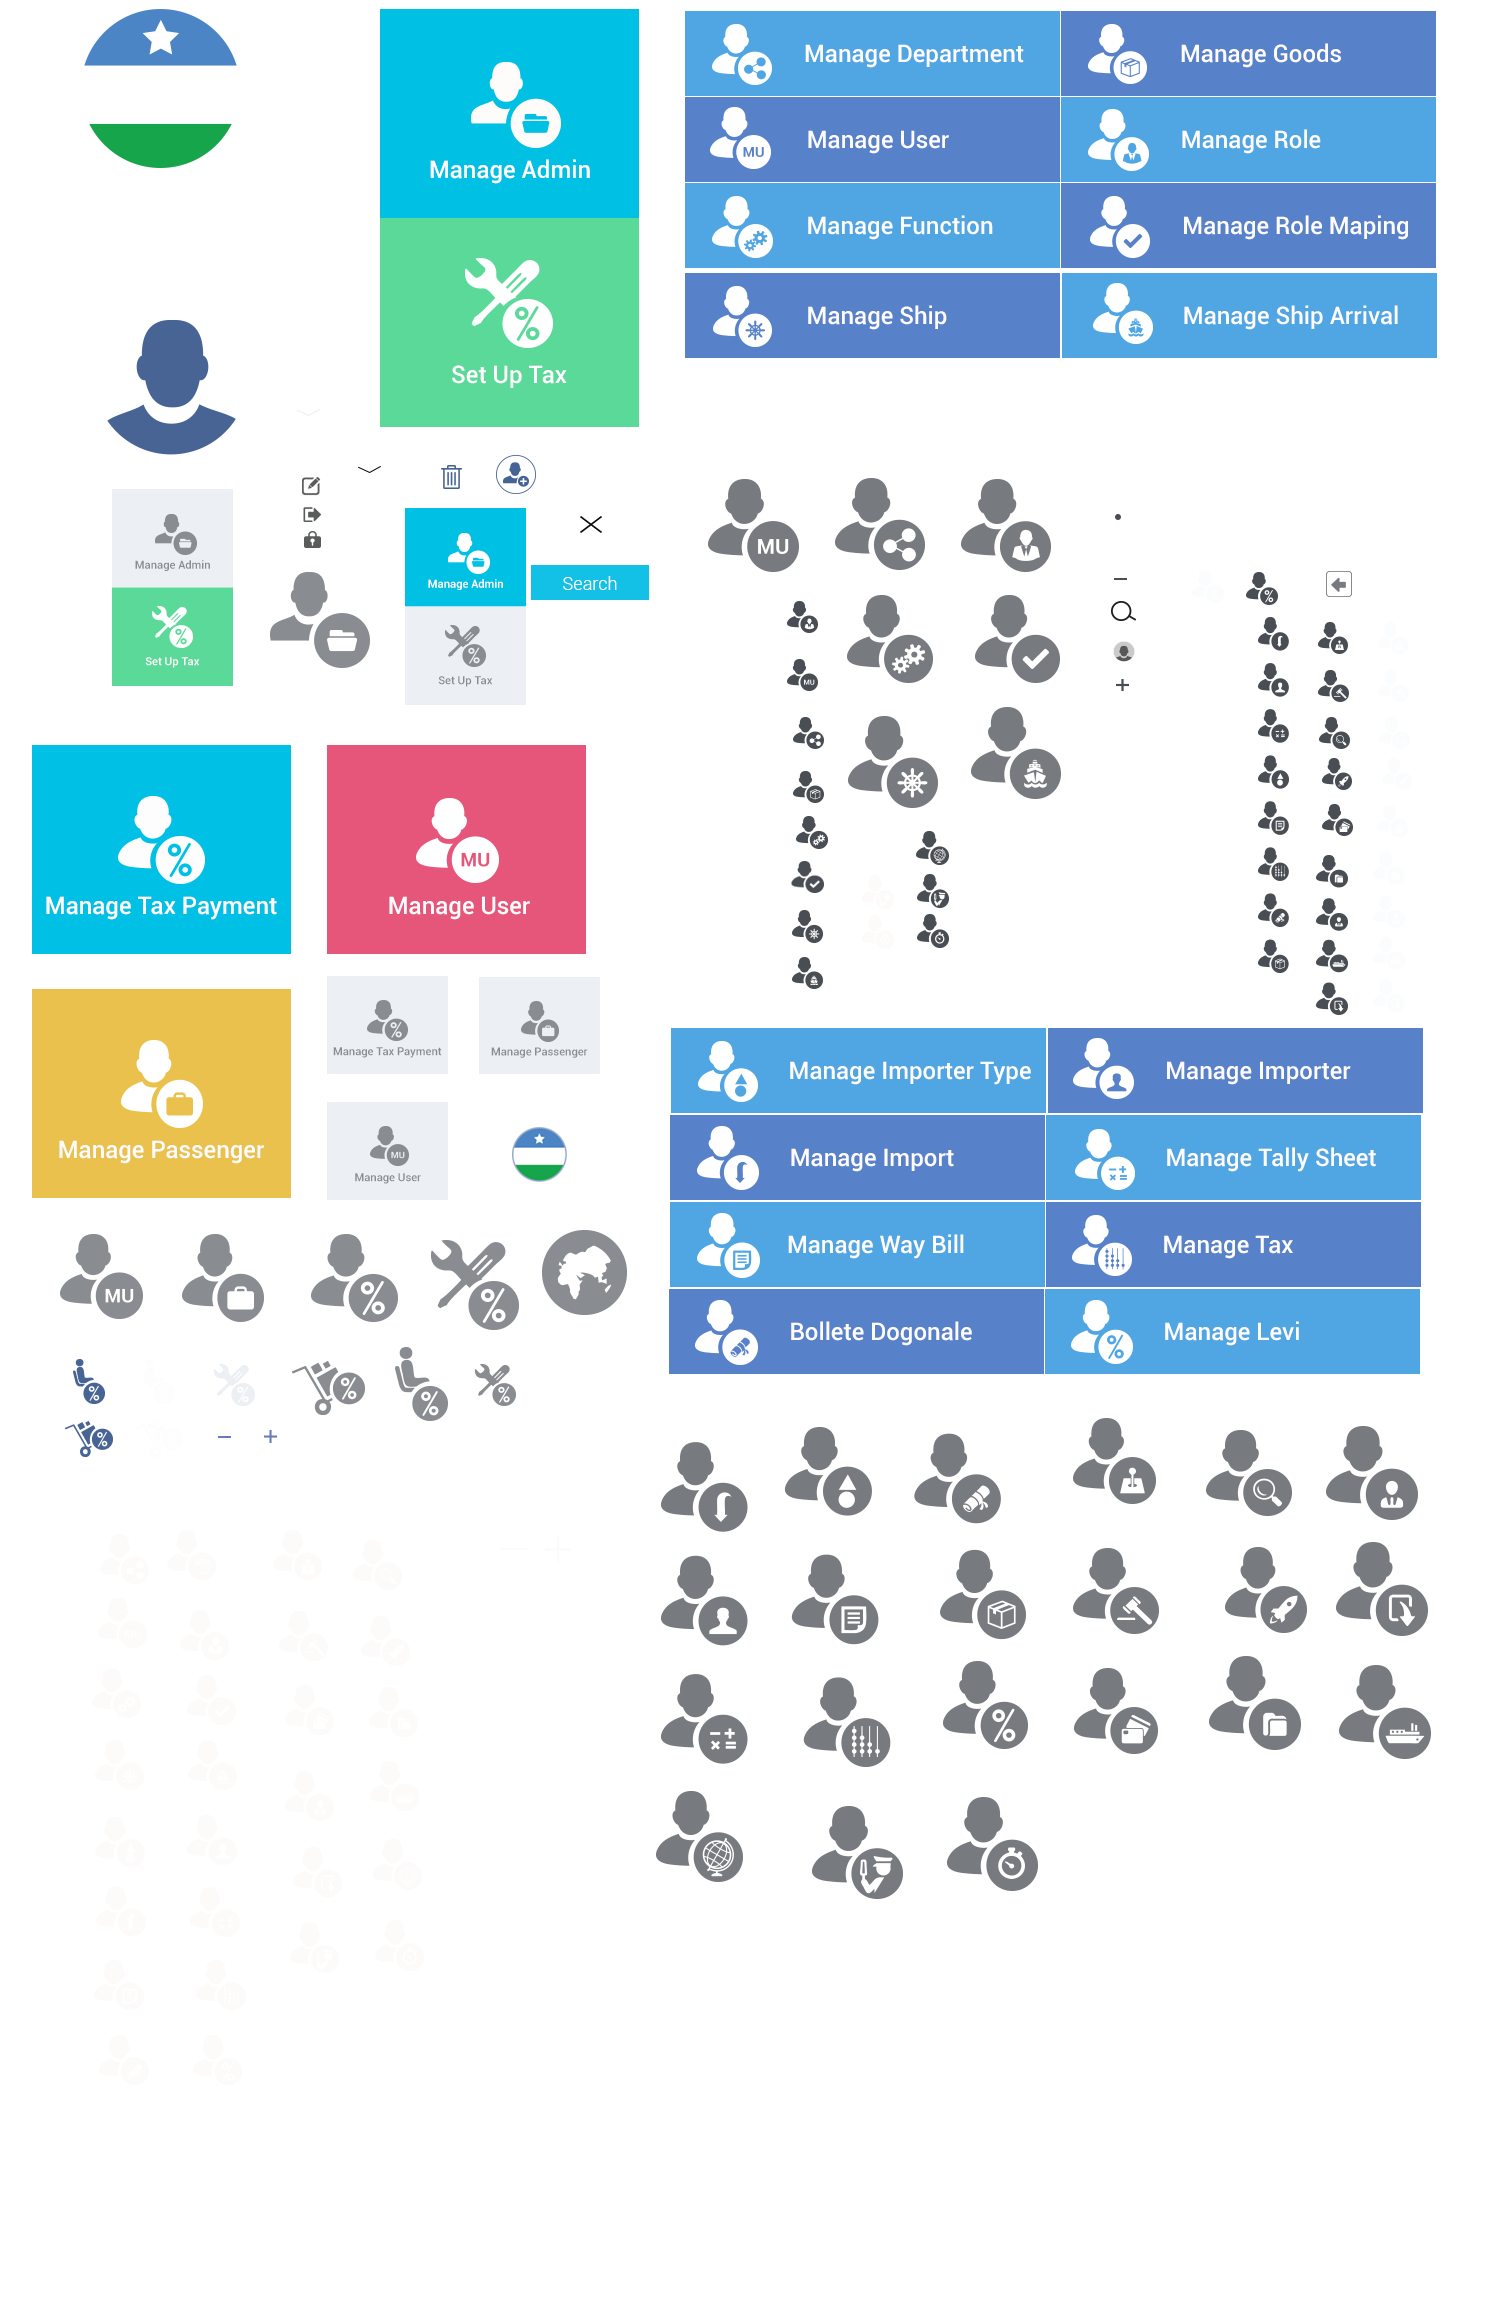 Manage Admin
Set Up Tax
Manage Department
Manage Goods
MU
Manage User
Manage Role
Manage Function
Manage Role Maping
Manage Ship
Manage Ship Arrival
Manage Admin
Set Up Tax
Manage Admin
Set Up Tax
Search
MU
MU
%
%
%
%
Manage Tax Payment
MU
Manage User
Manage Passenger
Manage Tax Payment
Manage Passenger
MU
Manage User
Manage Importer Type
Manage Importer
Manage Import
Manage Tally Sheet
Manage Way Bill
Manage Tax
Bollete Dogonale
Manage Levi
MU